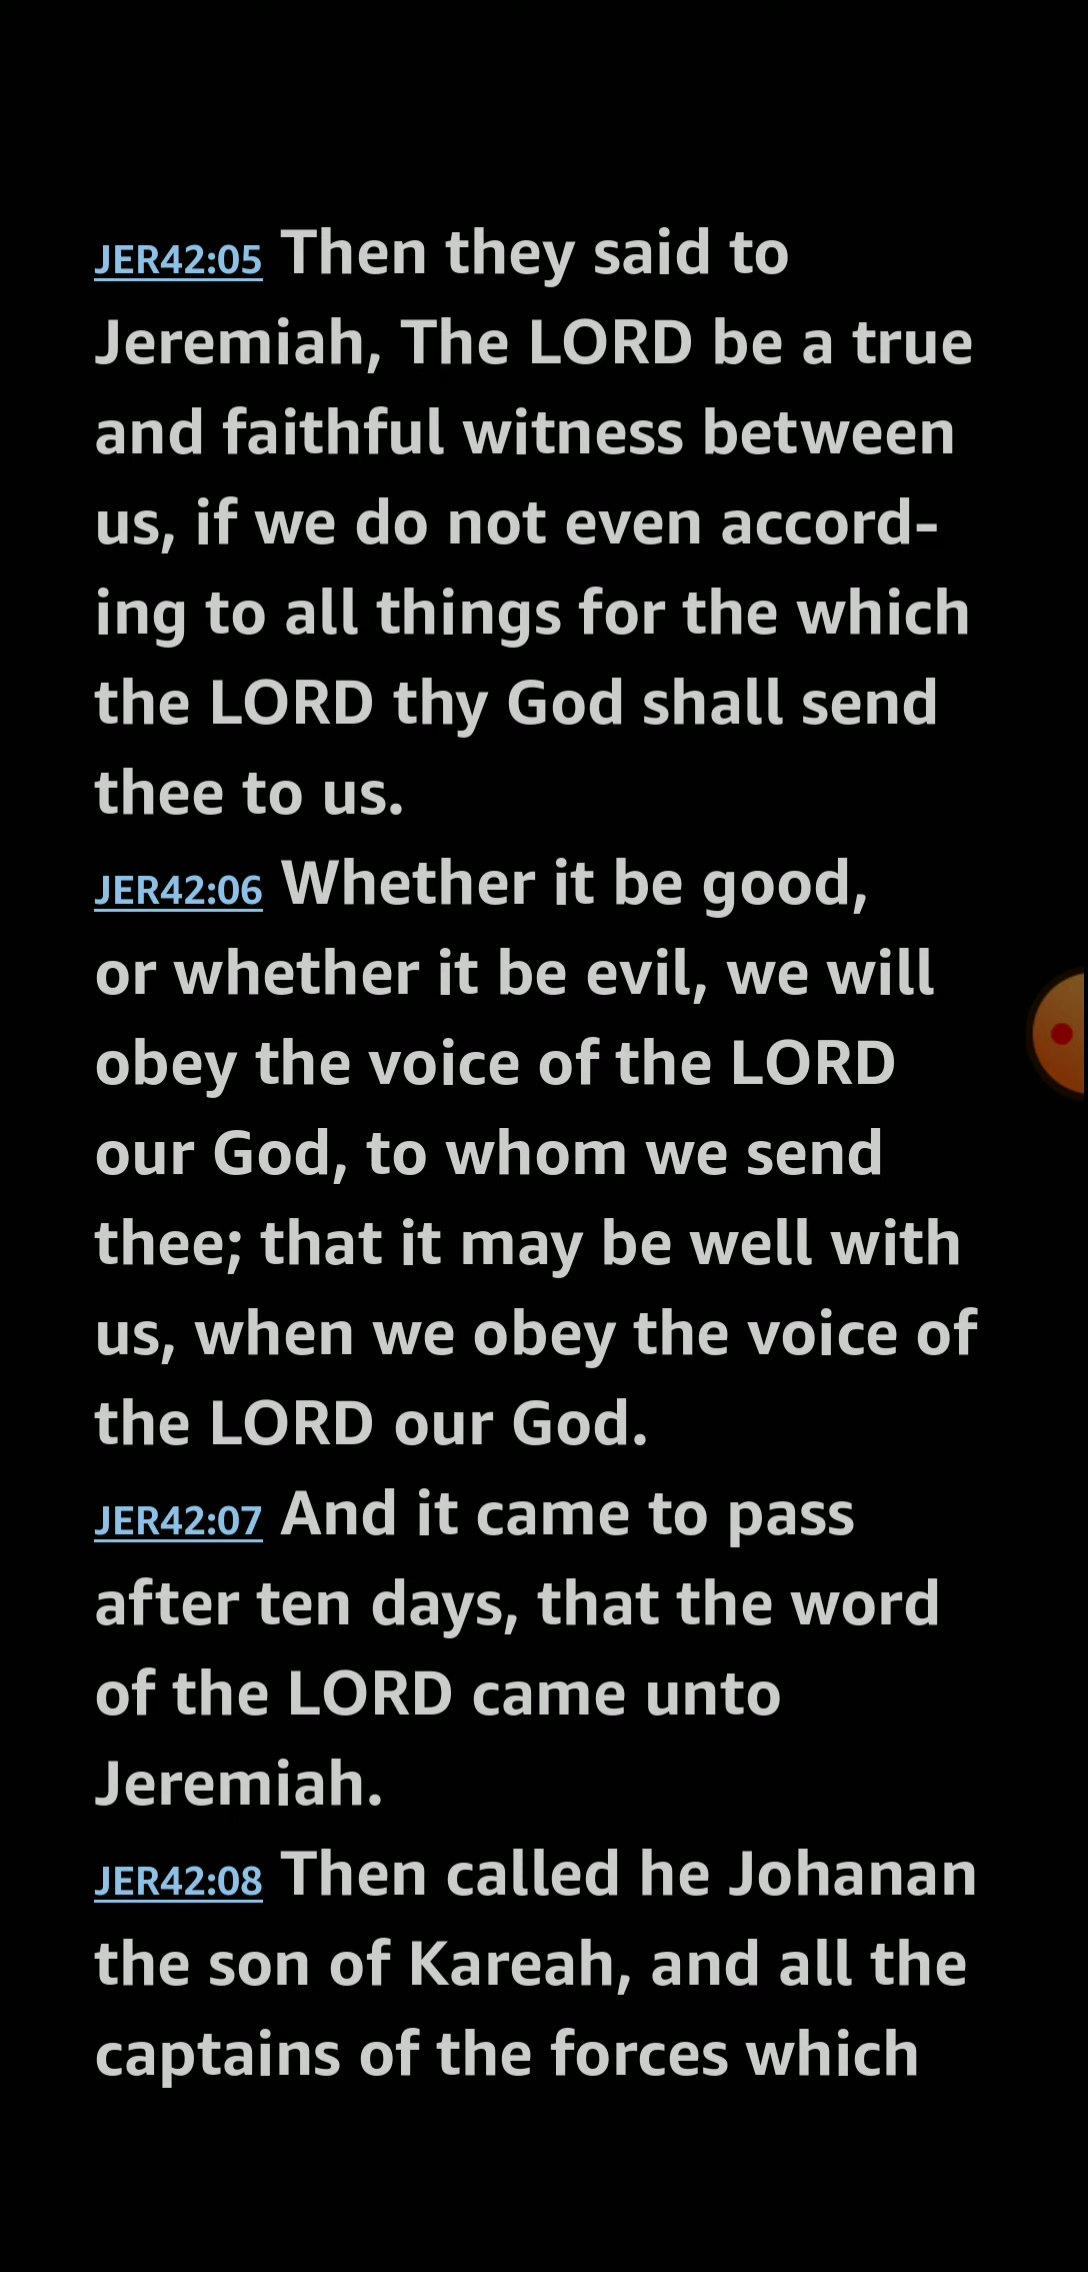 JER42:05 Then they said to
Jeremiah, The LORD be a true
and faithful witness between
us, if we do not even accord-
ing to all things for the which
the LORD thy God shall send
thee to us.
JER42:06 Whether it be good,
or whether it be evil, we will
obey the voice of the LORD
our God, to whom we send
thee; that it may be well with
us, when we obey the voice of
the LORD our God.
JER42:07 And it came to pass
after ten days, that the word
of the LORD came unto
Jeremiah.
JER42:08 Then called he Johanan
the son of Kareah, and all the
captains of the forces which